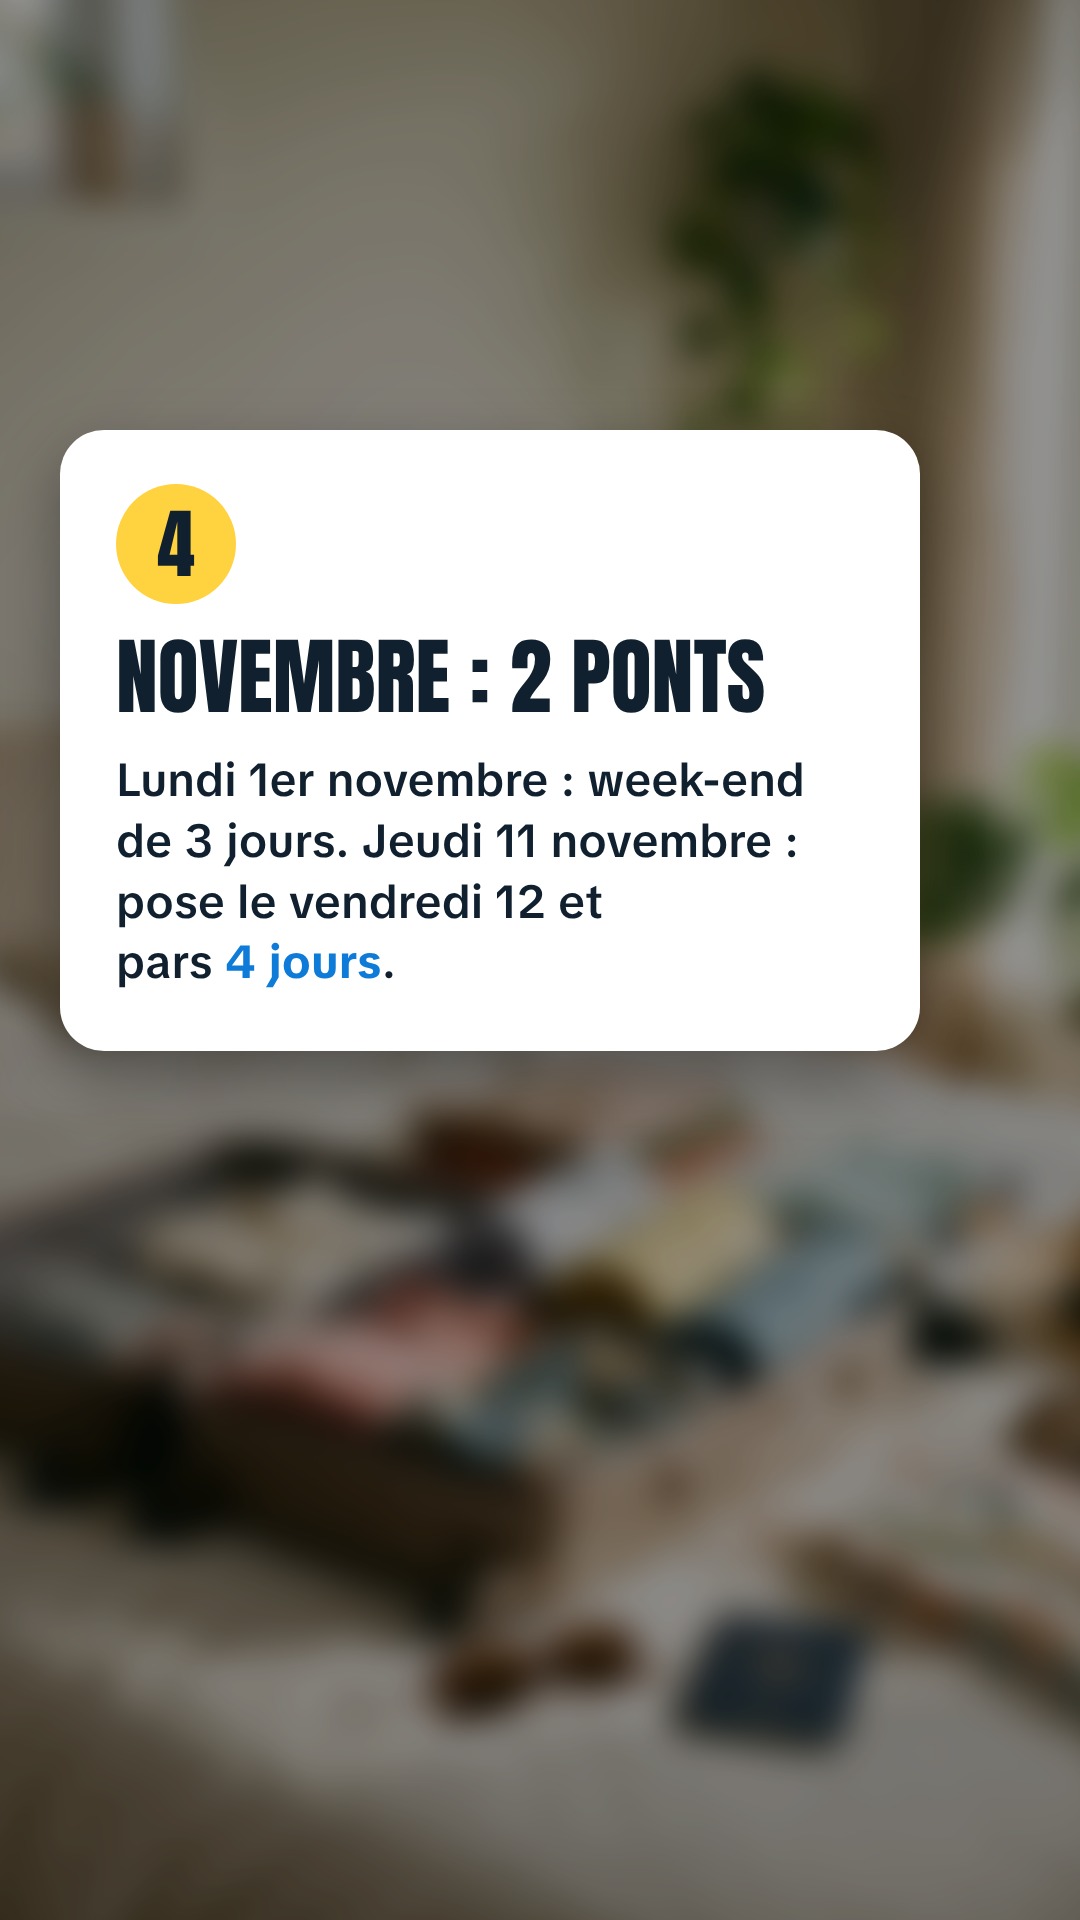 4
NOVEMBRE : 2 PONTS
Lundi 1er novembre : week-end
de 3 jours. Jeudi 11 novembre :
pose le vendredi 12 et
pars 4 jours.